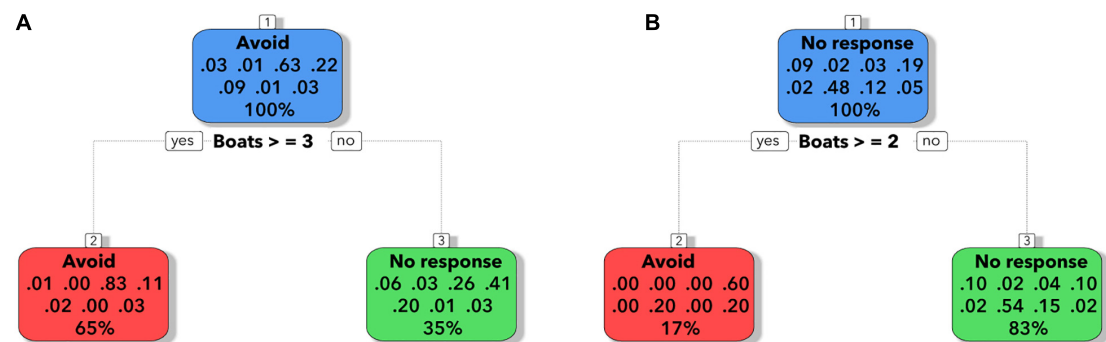 A
1
Avoid
.03 .01 .63 .22
.09 .01 .03
100%
yes Boats > = 3 no
2
Avoid
.01 .00 .83 .11
.02 .00 .03
65%
3
No response
.06 .03 .26 .41
.20 .01 .03
35%
B
1
No response
.09 .02 .03 .19
.02 .48 .12 .05
100%
yes Boats > = 2 no
2
Avoid
.00 .00 .00 .60
.00 .20 .00 .20
17%
3
No response
.10 .02 .04 .10
.02 .54 .15 .02
83%